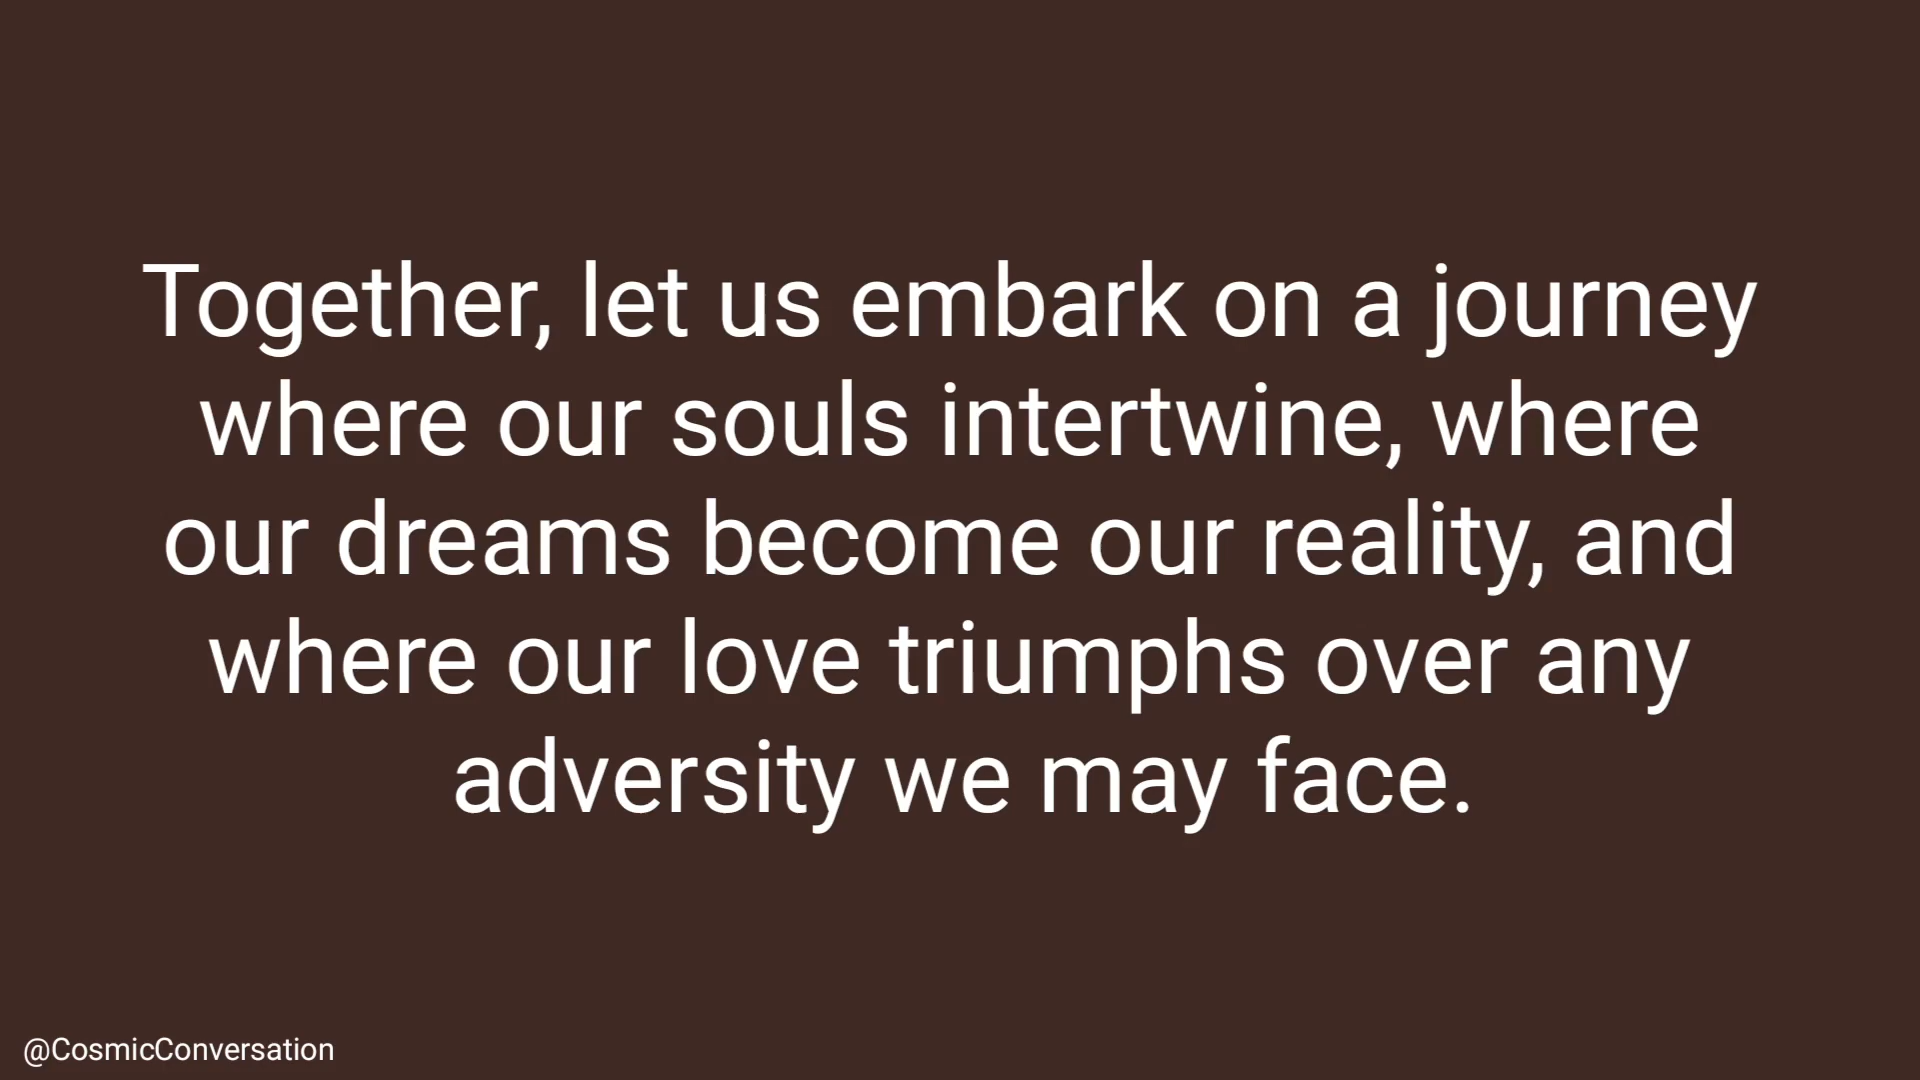 Together, let us embark on a journey
where our souls intertwine, where
our dreams become our reality, and
where our love triumphs over any
adversity we may face.
@CosmicConversation